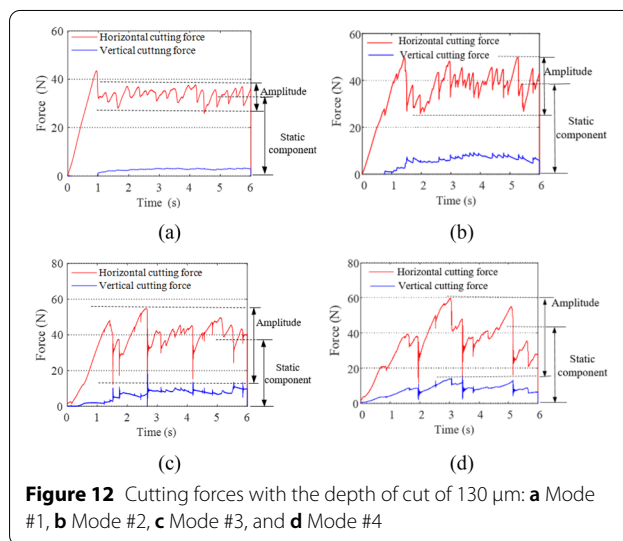 60
Horizontal cutting force
Vertical cuttnng force
40
20
0
Force (N)
0 1 2 3 4 5 6
Time (s)
Amplitude
Static
component
(a)
60
Horizontal cutting force
Vertical cutting force
40
20
0
Force (N)
0 1 2 3 4 5 6
Time (s)
Amplitude
Static
component
(b)
80
Horizontal cutting force
Vertical cutting force
60
40
20
0
Force (N)
0 1 2 3 4 5 6
Time (s)
Amplitude
Static
component
(c)
80
Horizontal cutting force
Vertical cutting force
60
40
20
0
Force (N)
0 1 2 3 4 5 6
Time (s)
Amplitude
Static
component
(d)
Figure 12 Cutting forces with the depth of cut of 130 μm: a Mode
#1, b Mode #2, c Mode #3, and d Mode #4